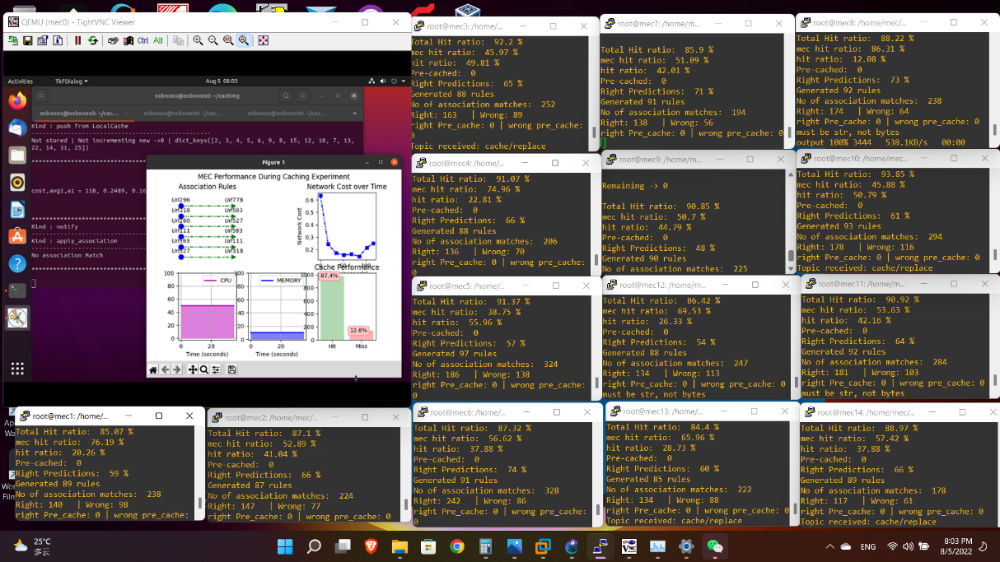 QEMU (mec0) - TightVNC Viewer
Ctrl Alt
Activities
TkFDialog
Aug 5 08:03
osboxes@osboxes0: ~/caching
osboxes@osboxes0: ~/cac...
osboxes@osboxes0: ~/cac...
osboxes@osboxes0: ~/cac...
Kind : push from LocalCache
Not stored | Not incrementing new ->0 | dict_keys([2, 3, 4, 5, 6, 9, 8, 15, 12, 10, 7, 13,
22, 14, 31, 25])
cost,avg1,a1 = 118, 0.2489, 0.16
Kind : notify
Kind : apply_association
No association Match
Figure 1
MEC Performance During Caching Experiment
Association Rules
Url296 Url778
Url318 Url593
Url260 Url527
Url111 Url593
Url593 Url111
Url527 Url318
Network Cost over Time
Network Cost
0.6
0.5
0.4
0.3
0.2
Cache Performance
1000
800
600
400
200
0
87.4%
12.6%
Hit Miss
100
80
60
40
20
0
CPU
0 20
Time (seconds)
100
80
60
40
20
0
MEMORY
0 20
Time (seconds)
root@mec3: /home/...
Total Hit ratio: 92.2 %
mec hit ratio: 45.97 %
hit ratio: 49.81 %
Pre-cached: 0
Right Predictions: 65 %
Generated 88 rules
No of association matches: 252
Right: 163 | Wrong: 89
right Pre_cache: 0 | wrong pre_cache:
0
Topic received: cache/replace
root@mec7: /home/m...
Total Hit ratio: 85.9 %
mec hit ratio: 51.09 %
hit ratio: 42.01 %
Pre-cached: 0
Right Predictions: 71 %
Generated 91 rules
No of association matches: 194
Right: 138 | Wrong: 56
right Pre_cache: 0 | wrong pre_cache: 0
root@mec8: /home/mec/...
Total Hit ratio: 88.22 %
mec hit ratio: 86.31 %
hit ratio: 12.08 %
Pre-cached: 0
Right Predictions: 73 %
Generated 92 rules
No of association matches: 238
Right: 174 | Wrong: 64
right Pre_cache: 0 | wrong pre_cache: 0
must be str, not bytes
output 100% 3444 538.1KB/s 00:00
root@mec4: /home/...
Total Hit ratio: 91.07 %
mec hit ratio: 74.96 %
hit ratio: 22.81 %
Pre-cached: 0
Right Predictions: 66 %
Generated 93 rules
No of association matches: 206
Right: 136 | Wrong: 70
right Pre_cache: 0 | wrong pre_cache:
0
root@mec9: /home/m...
Remaining -> 0
Total Hit ratio: 90.85 %
mec hit ratio: 50.7 %
hit ratio: 44.79 %
Pre-cached: 0
Right Predictions: 48 %
Generated 90 rules
No of association matches: 225
root@mec10: /home/mec...
Total Hit ratio: 93.85 %
mec hit ratio: 45.88 %
hit ratio: 50.79 %
Pre-cached: 0
Right Predictions: 61 %
Generated 93 rules
No of association matches: 294
Right: 178 | Wrong: 116
right Pre_cache: 0 | wrong pre_cache: 0
Topic received: cache/replace
root@mec5: /home/...
Total Hit ratio: 91.37 %
mec hit ratio: 38.75 %
hit ratio: 55.96 %
Pre-cached: 0
Right Predictions: 57 %
Generated 97 rules
No of association matches: 324
Right: 186 | Wrong: 138
right Pre_cache: 0 | wrong pre_cache:
0
root@mec12: /home/m...
Total Hit ratio: 86.42 %
mec hit ratio: 69.53 %
hit ratio: 26.33 %
Pre-cached: 0
Right Predictions: 54 %
Generated 88 rules
No of association matches: 247
Right: 134 | Wrong: 113
right Pre_cache: 0 | wrong pre_cache: 0
must be str, not bytes
root@mec11: /home/mec...
Total Hit ratio: 90.92 %
mec hit ratio: 53.63 %
hit ratio: 42.16 %
Pre-cached: 0
Right Predictions: 64 %
Generated 92 rules
No of association matches: 284
Right: 181 | Wrong: 103
right Pre_cache: 0 | wrong pre_cache: 0
must be str, not bytes
root@mec1: /home/...
Total Hit ratio: 85.07 %
mec hit ratio: 76.19 %
hit ratio: 20.26 %
Pre-cached: 0
Right Predictions: 59 %
Generated 89 rules
No of association matches: 238
Right: 140 | Wrong: 98
right Pre_cache: 0 | wrong pre_cache:
root@mec2: /home/...
Total Hit ratio: 87.1 %
mec hit ratio: 52.89 %
hit ratio: 41.04 %
Pre-cached: 0
Right Predictions: 66 %
Generated 87 rules
No of association matches: 224
Right: 147 | Wrong: 77
right Pre_cache: 0 | wrong pre_cache: 0
root@mec6: /home/...
Total Hit ratio: 87.32 %
mec hit ratio: 56.62 %
hit ratio: 37.88 %
Pre-cached: 0
Right Predictions: 74 %
Generated 91 rules
No of association matches: 328
Right: 242 | Wrong: 86
right Pre_cache: 0 | wrong pre_cache:
0
root@mec13: /home/m...
Total Hit ratio: 84.4 %
mec hit ratio: 65.96 %
hit ratio: 28.73 %
Pre-cached: 0
Right Predictions: 60 %
Generated 85 rules
No of association matches: 222
Right: 134 | Wrong: 88
right Pre_cache: 0 | wrong pre_cache: 0
Topic received: cache/replace
root@mec14: /home/mec/...
Total Hit ratio: 88.97 %
mec hit ratio: 57.42 %
hit ratio: 37.88 %
Pre-cached: 0
Right Predictions: 66 %
Generated 89 rules
No of association matches: 178
Right: 117 | Wrong: 61
right Pre_cache: 0 | wrong pre_cache: 0
Topic received: cache/replace
25°C
多云
ENG
8:03 PM
8/5/2022